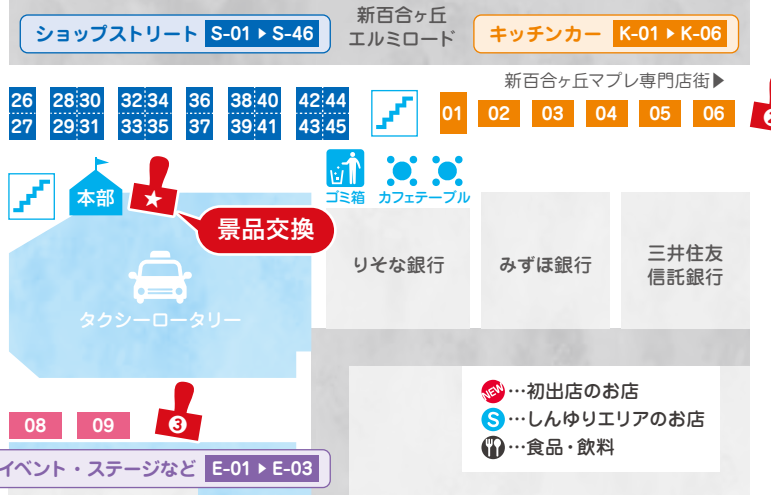 ショップストリート S-01 ▶ S-46
新百合ヶ丘
エルミロード
キッチンカー K-01 ▶ K-06
新百合ヶ丘マプレ専門店街▶
26 28 30 32 34 36 38 40 42 44
27 29 31 33 35 37 39 41 43 45
01 02 03 04 05 06
本部
ゴミ箱 カフェテーブル
景品交換
りそな銀行
みずほ銀行
三井住友
信託銀行
タクシーロータリー
08 09
3
NEW…初出店のお店
S…しんゆりエリアのお店
…食品・飲料
イベント・ステージなど E-01 ▶ E-03